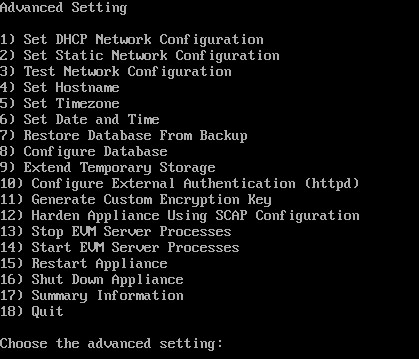 Advanced Setting
1) Set DHCP Network Configuration
2) Set Static Network Configuration
3) Test Network Configuration
4) Set Hostname
5) Set Timezone
6) Set Date and Time
7) Restore Database From Backup
8) Configure Database
9) Extend Temporary Storage
10) Configure External Authentication (httpd)
11) Generate Custom Encryption Key
12) Harden Appliance Using SCAP Configuration
13) Stop EVM Server Processes
14) Start EVM Server Processes
15) Restart Appliance
16) Shut Down Appliance
17) Summary Information
18) Quit
Choose the advanced setting: